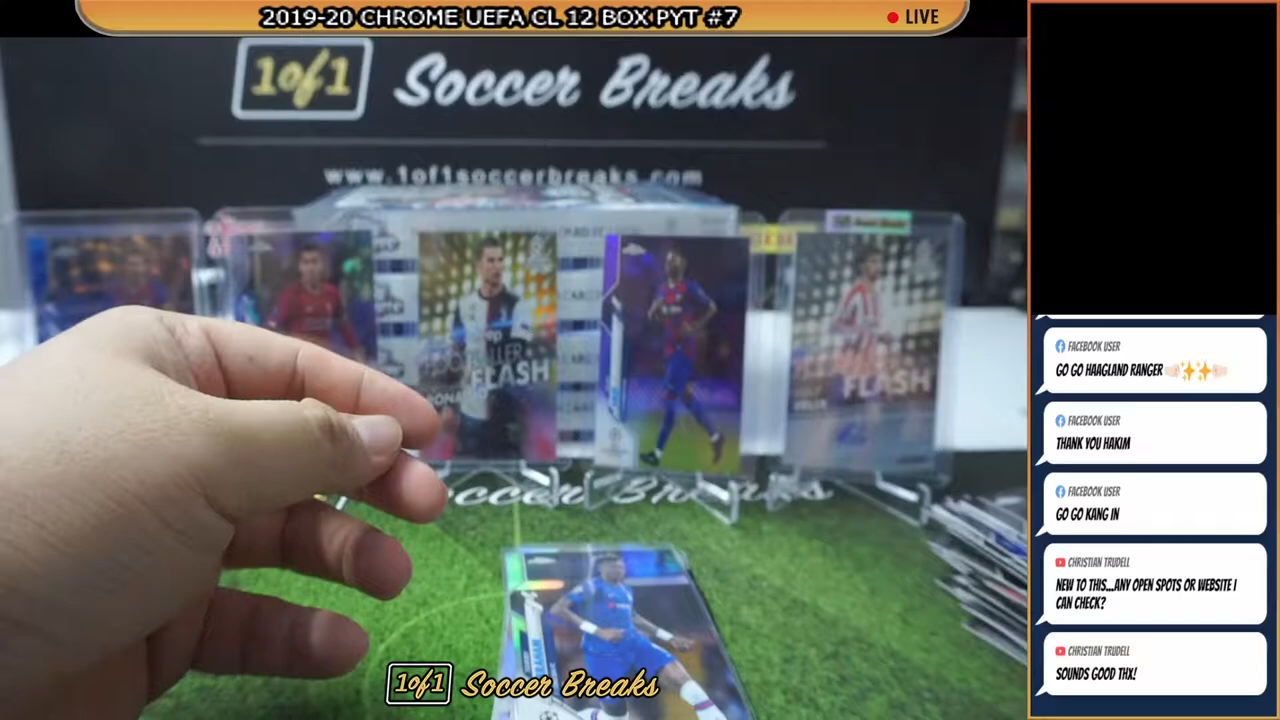 2019-20 CHROME UEFA CL 12 BOX PYT #7
LIVE
1of1 Soccer Breaks
www.1of1soccerbreaks.com
FLASH
FLASH
Soccer Breaks
1of1 Soccer Breaks
FACEBOOK USER
GO GO HAAGLAND RANGER🤜🏻✨✨🤛🏻
FACEBOOK USER
THANK YOU HAKIM
FACEBOOK USER
GO GO KANG IN
CHRISTIAN TRUDELL
NEW TO THIS...ANY OPEN SPOTS OR WEBSITE I
CAN CHECK?
CHRISTIAN TRUDELL
SOUNDS GOOD THX!